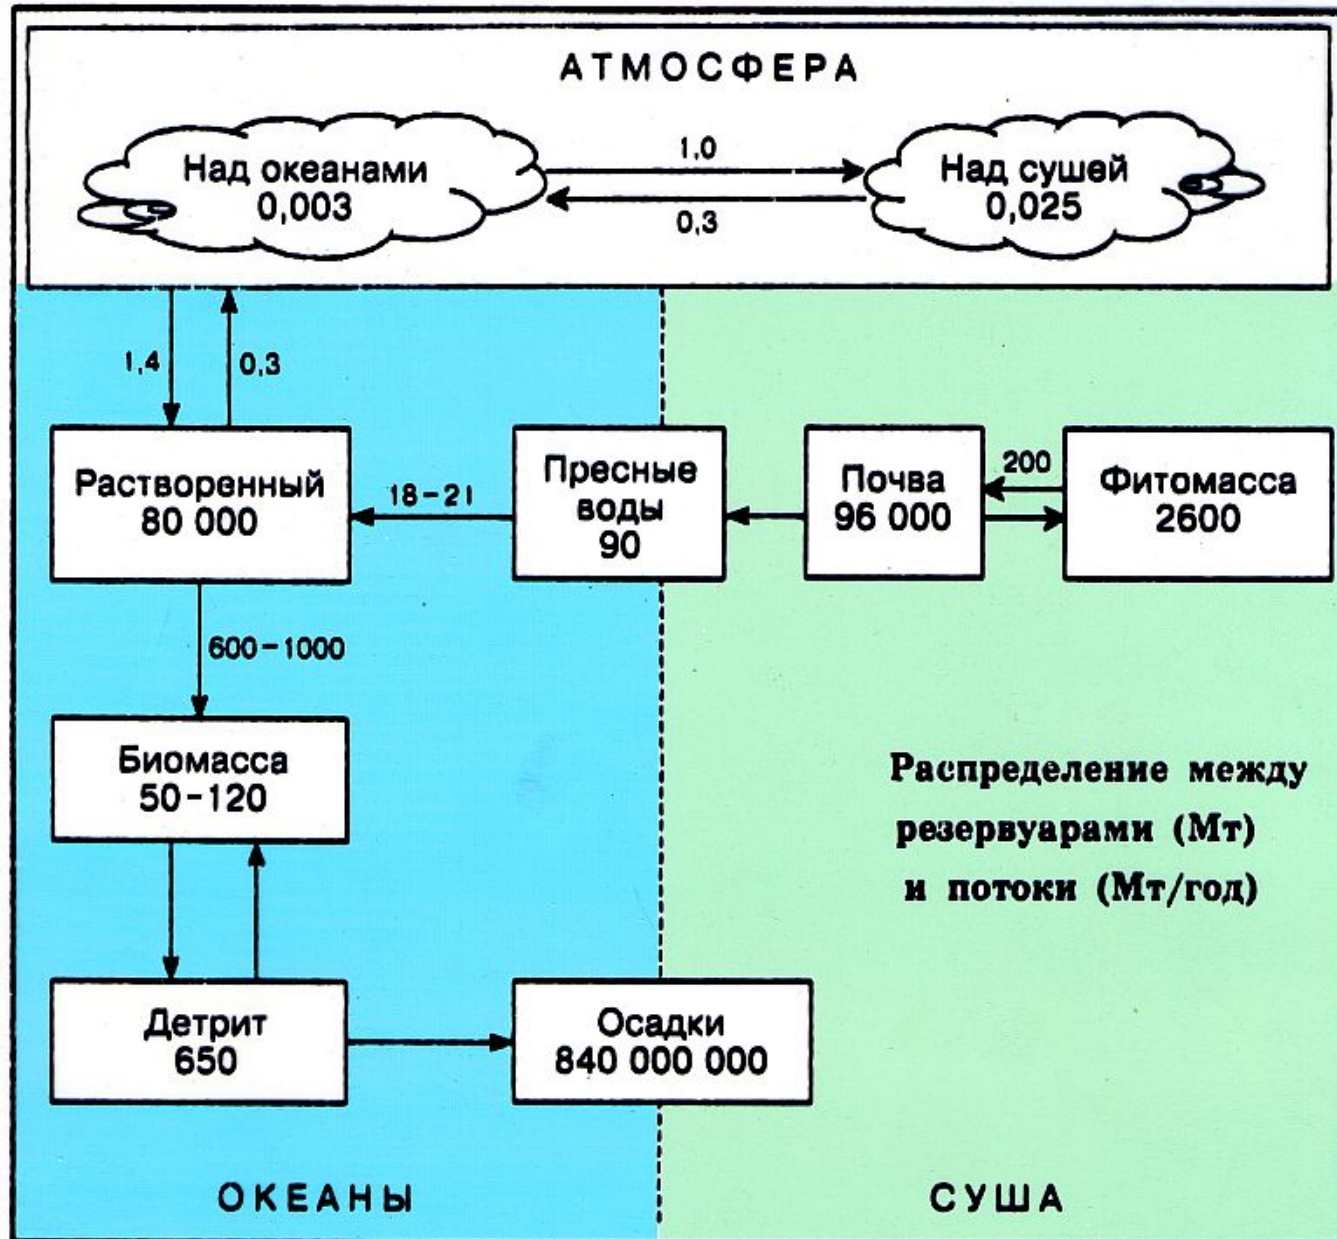 АТМОСФЕРА
Над океанами
0,003
1,0
0,3
Над сушей
0,025
1,4
0,3
Растворенный
80 000
18-21
Пресные
воды
90
Почва
96 000
200
Фитомасса
2600
600-1000
Биомасса
50-120
Распределение между
резервуарами (Мт)
и потоки (Мт/год)
Детрит
650
Осадки
840 000 000
ОКЕАНЫ
СУША